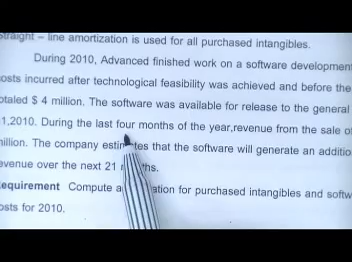 straight – line amortization is used for all purchased intangibles.
During 2010, Advanced finished work on a software development
osts incurred after technological feasibility was achieved and before the
otaled $ 4 million. The software was available for release to the general
1,2010. During the last four months of the year,revenue from the sale o
illion. The company estimates that the software will generate an additio
evenue over the next 21
equirement Compute ation for purchased intangibles and softw
osts for 2010.